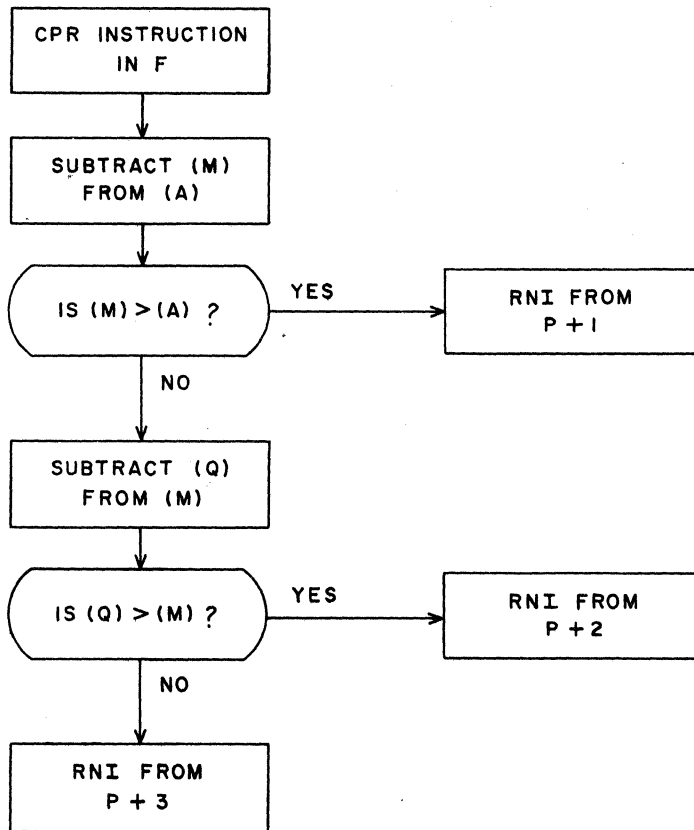 CPR INSTRUCTION
IN F
SUBTRACT (M)
FROM (A)
IS (M) > (A) ?
YES
RNI FROM
P + 1
NO
SUBTRACT (Q)
FROM (M)
IS (Q) > (M) ?
YES
RNI FROM
P + 2
NO
RNI FROM
P + 3